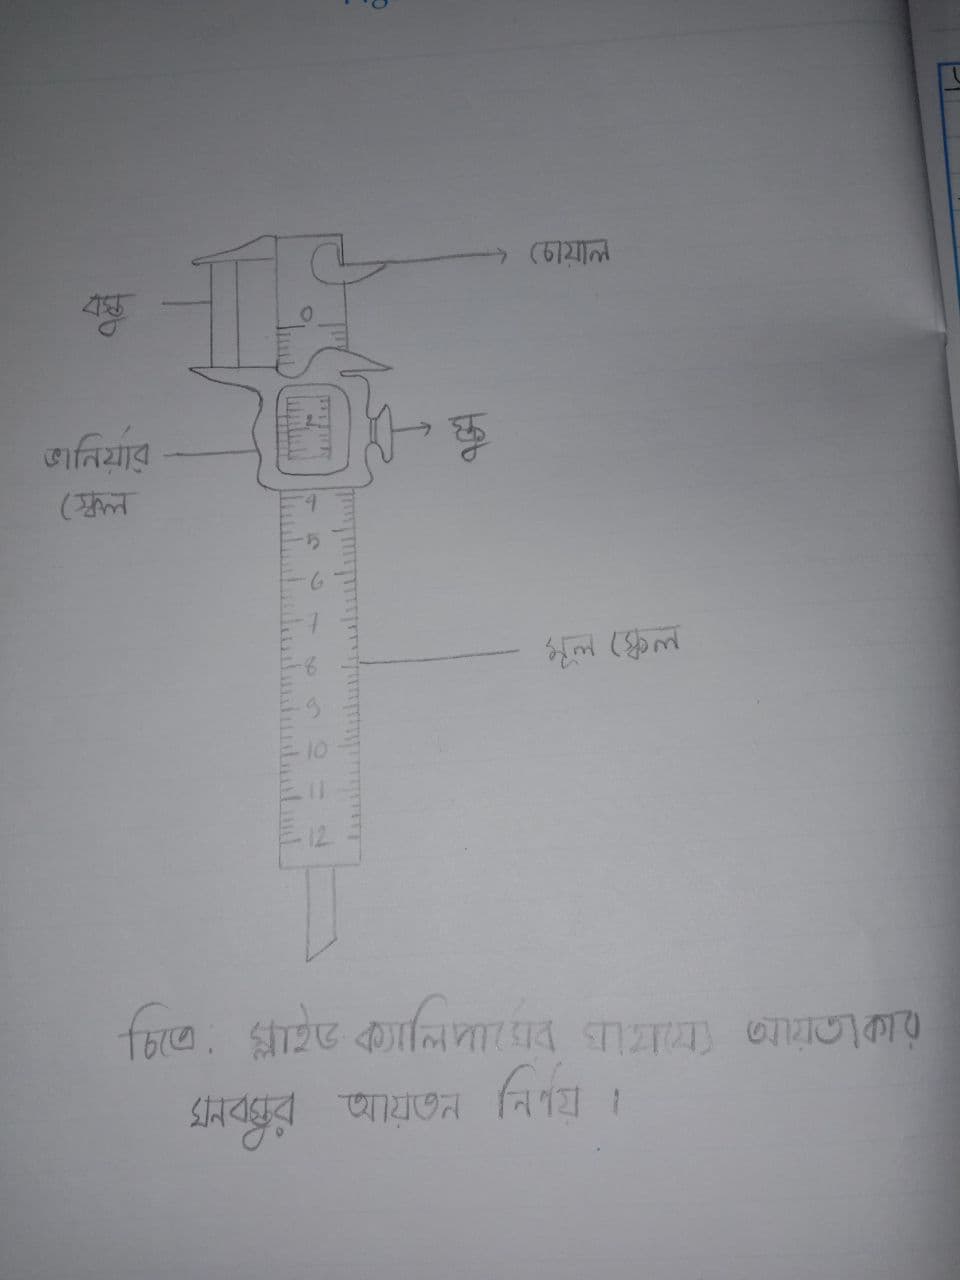 চোয়াল
বস্তু
0
স্ক্রু
ভার্নিয়ার
স্কেল
4
5
6
7
8
9
10
11
12
মূল স্কেল
চিত্র: স্লাইড ক্যালিপার্সের সাহায্যে আয়তাকার
ঘনবস্তুর আয়তন নির্ণয় ।